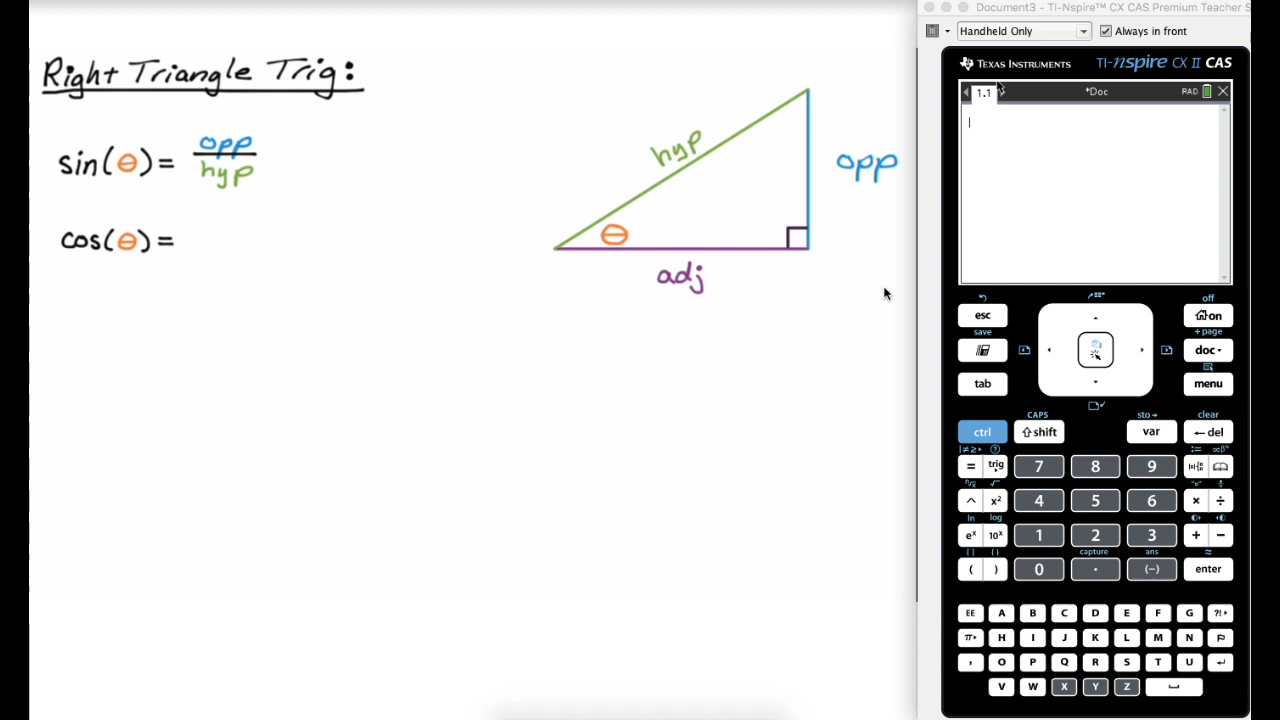 Document3 - TI-Nspire™ CX CAS Premium Teacher S
Handheld Only
Always in front
Right Triangle Trig:
sin(θ) = opp
hyp
cos(θ) =
hyp
opp
θ
adj
TEXAS INSTRUMENTS
TI-nspire CX II CAS
1.1
*Doc
RAD
off
esc
on
save
+ page
doc
tab
menu
CAPS
sto→
clear
ctrl
shift
var
←del
|≠≥▸
?
:=
=
trig
7
8
9
√
^
x²
4
5
6
×
÷
ln
log
eˣ
10ˣ
1
2
3
+
−
[ ]
{ }
capture
ans
≈
(
)
0
.
(−)
enter
EE
A
B
C
D
E
F
G
?!▸
π▸
H
I
J
K
L
M
N
,
O
P
Q
R
S
T
U
V
W
X
Y
Z